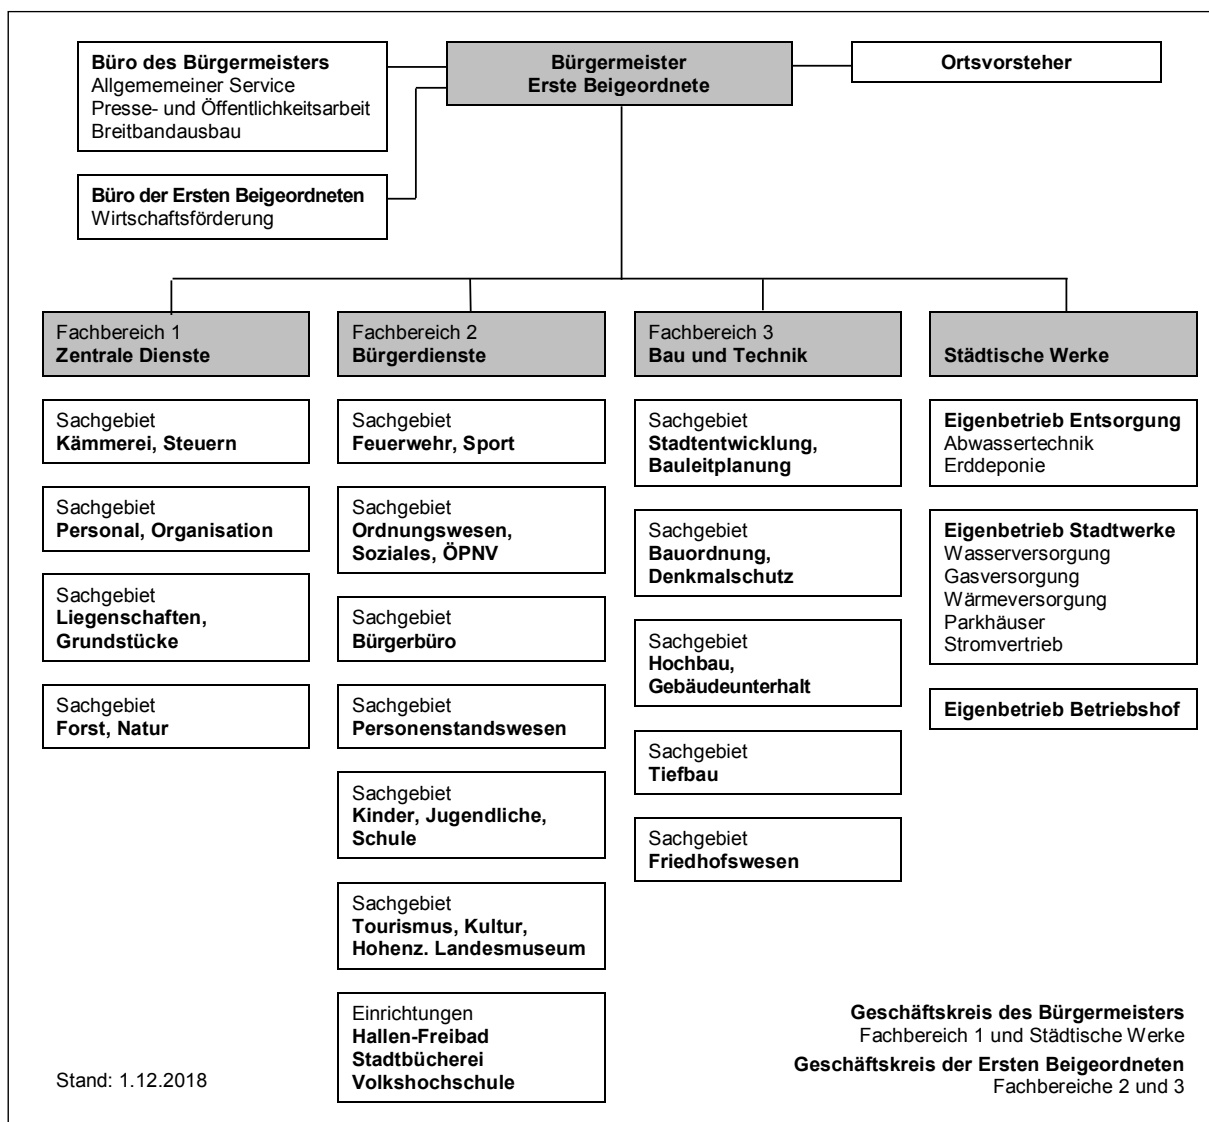 Büro des Bürgermeisters
Allgememeiner Service
Presse- und Öffentlichkeitsarbeit
Breitbandausbau
Bürgermeister
Erste Beigeordnete
Ortsvorsteher
Büro der Ersten Beigeordneten
Wirtschaftsförderung
Fachbereich 1
Zentrale Dienste
Sachgebiet
Kämmerei, Steuern
Sachgebiet
Personal, Organisation
Sachgebiet
Liegenschaften,
Grundstücke
Sachgebiet
Forst, Natur
Fachbereich 2
Bürgerdienste
Sachgebiet
Feuerwehr, Sport
Sachgebiet
Ordnungswesen,
Soziales, ÖPNV
Sachgebiet
Bürgerbüro
Sachgebiet
Personenstandswesen
Sachgebiet
Kinder, Jugendliche,
Schule
Sachgebiet
Tourismus, Kultur,
Hohenz. Landesmuseum
Einrichtungen
Hallen-Freibad
Stadtbücherei
Volkshochschule
Fachbereich 3
Bau und Technik
Sachgebiet
Stadtentwicklung,
Bauleitplanung
Sachgebiet
Bauordnung,
Denkmalschutz
Sachgebiet
Hochbau,
Gebäudeunterhalt
Sachgebiet
Tiefbau
Sachgebiet
Friedhofswesen
Städtische Werke
Eigenbetrieb Entsorgung
Abwassertechnik
Erddeponie
Eigenbetrieb Stadtwerke
Wasserversorgung
Gasversorgung
Wärmeversorgung
Parkhäuser
Stromvertrieb
Eigenbetrieb Betriebshof
Geschäftskreis des Bürgermeisters
Fachbereich 1 und Städtische Werke
Geschäftskreis der Ersten Beigeordneten
Fachbereiche 2 und 3
Stand: 1.12.2018